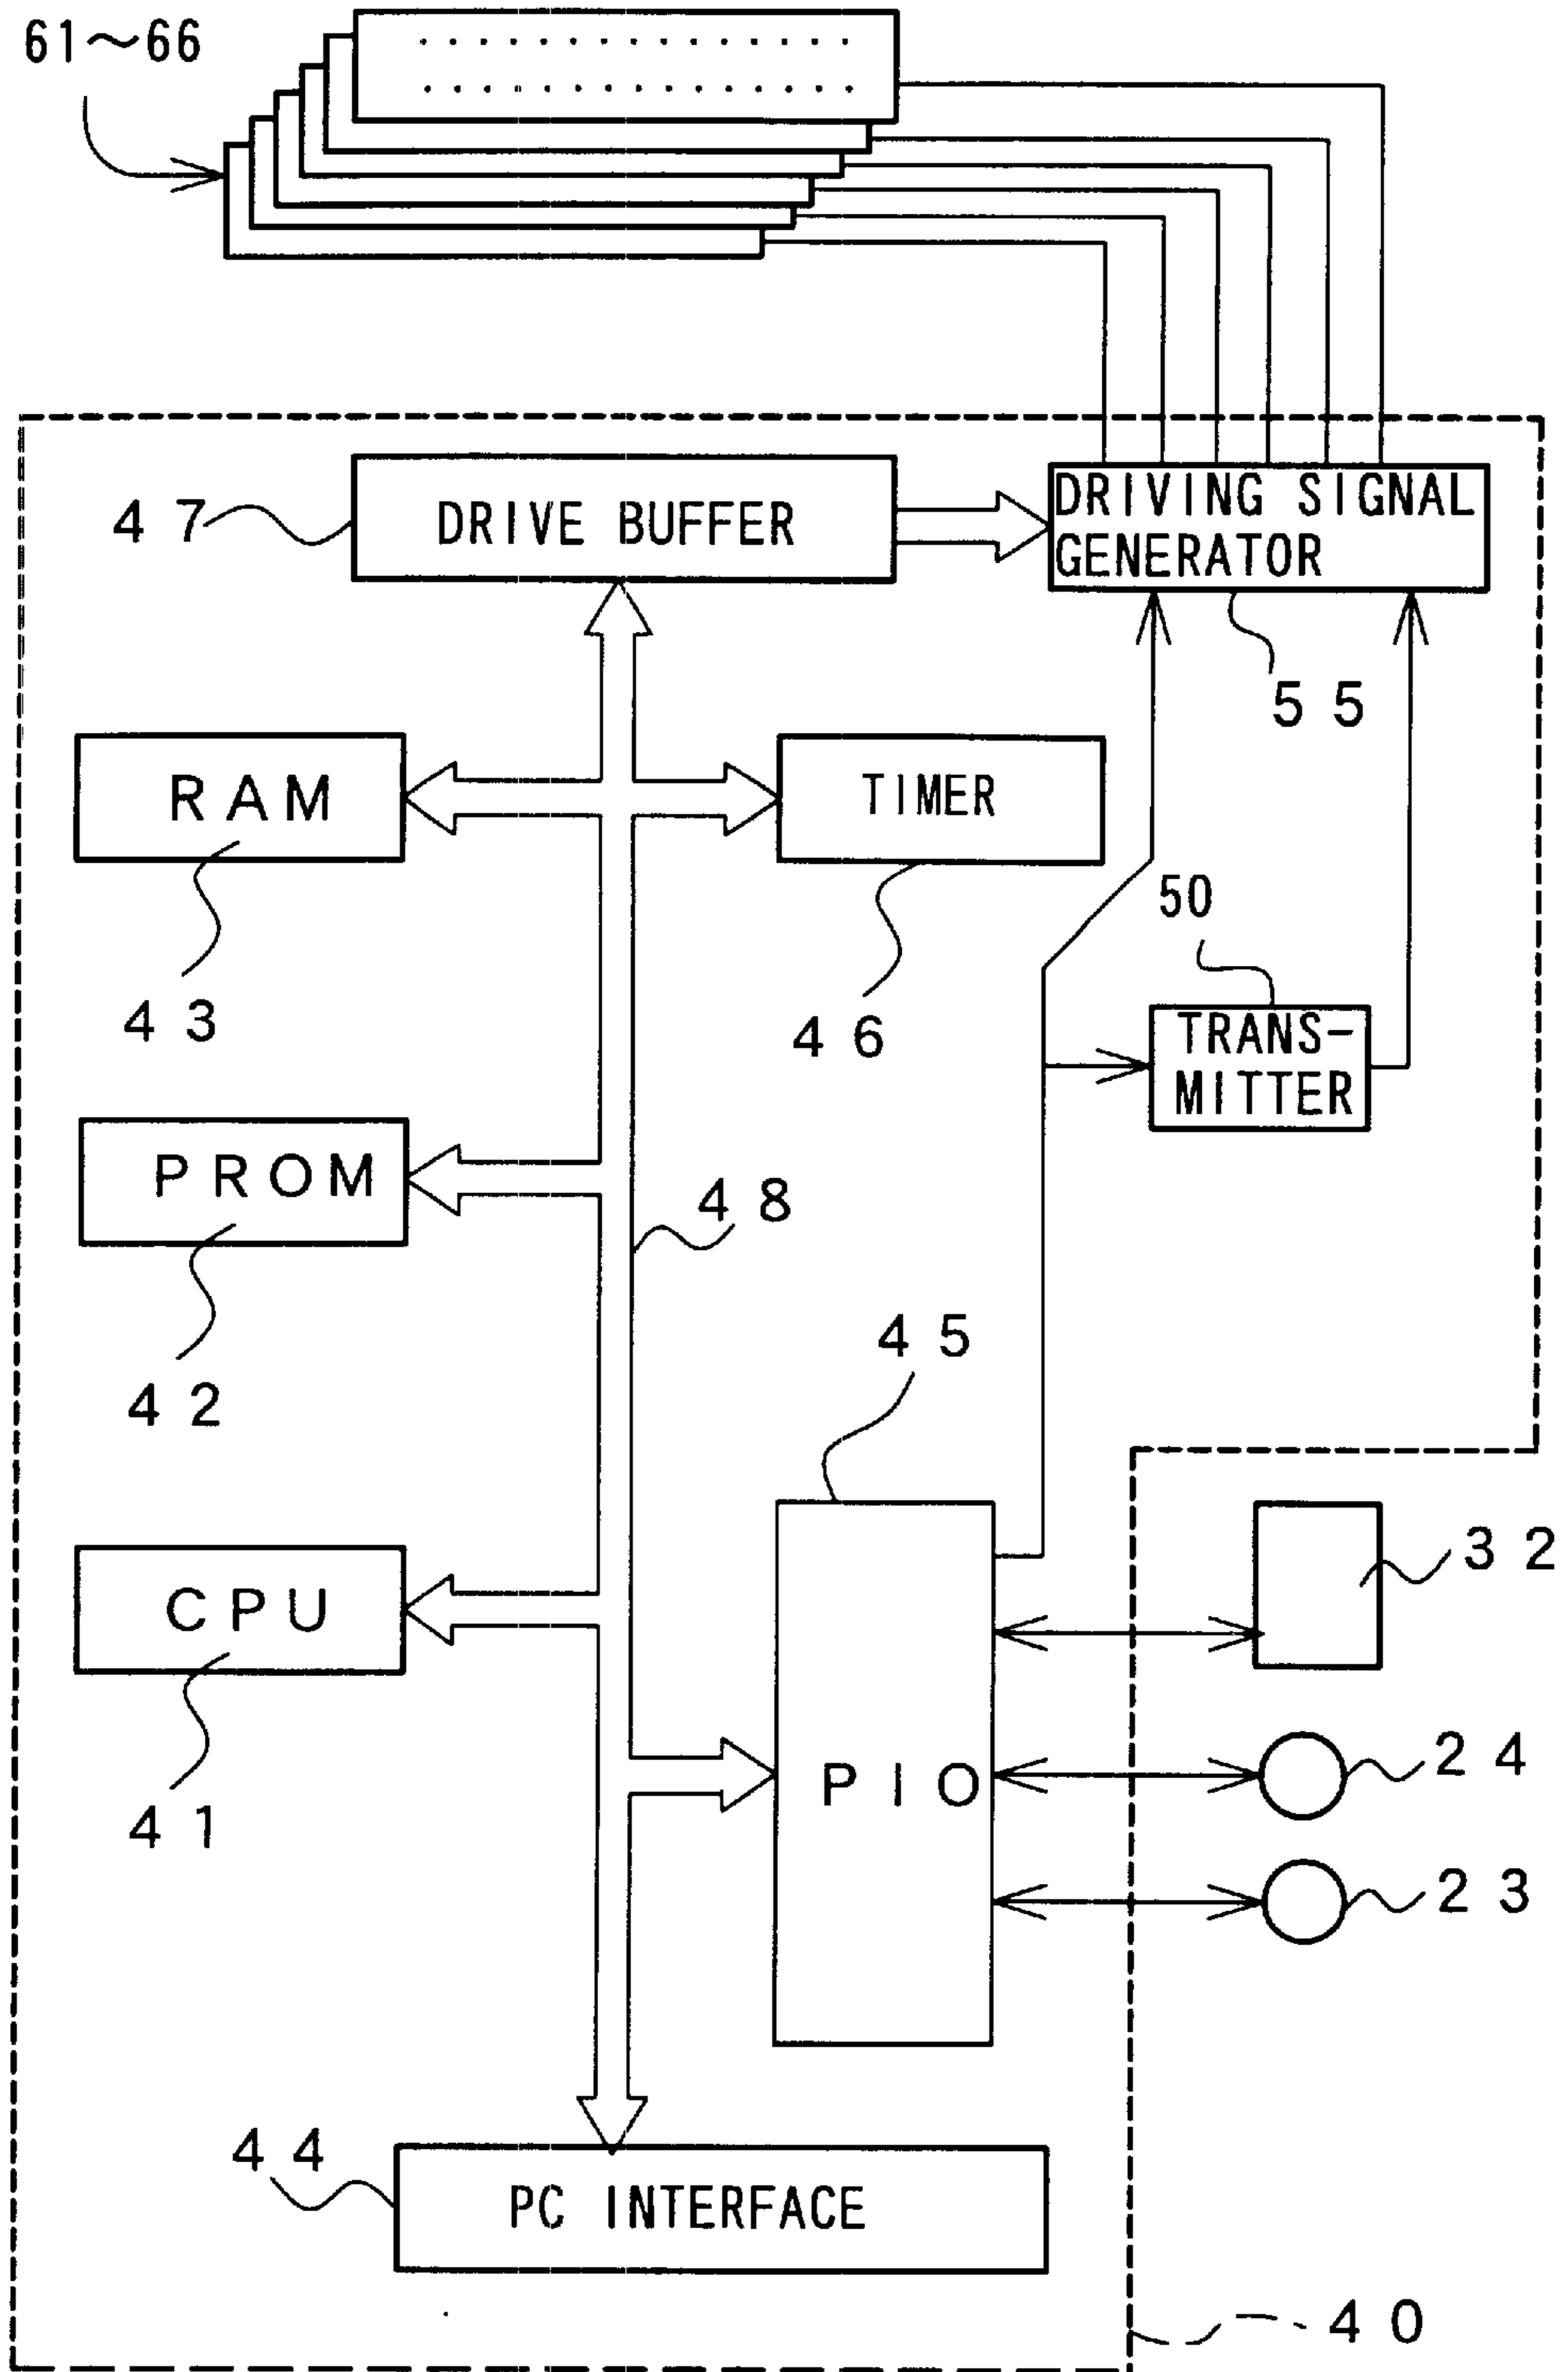 61~66
47
DRIVE BUFFER
DRIVING SIGNAL
GENERATOR
55
RAM
TIMER
50
43
46
TRANS-
MITTER
PROM
48
42
45
32
CPU
24
41
PIO
23
44
PC INTERFACE
40